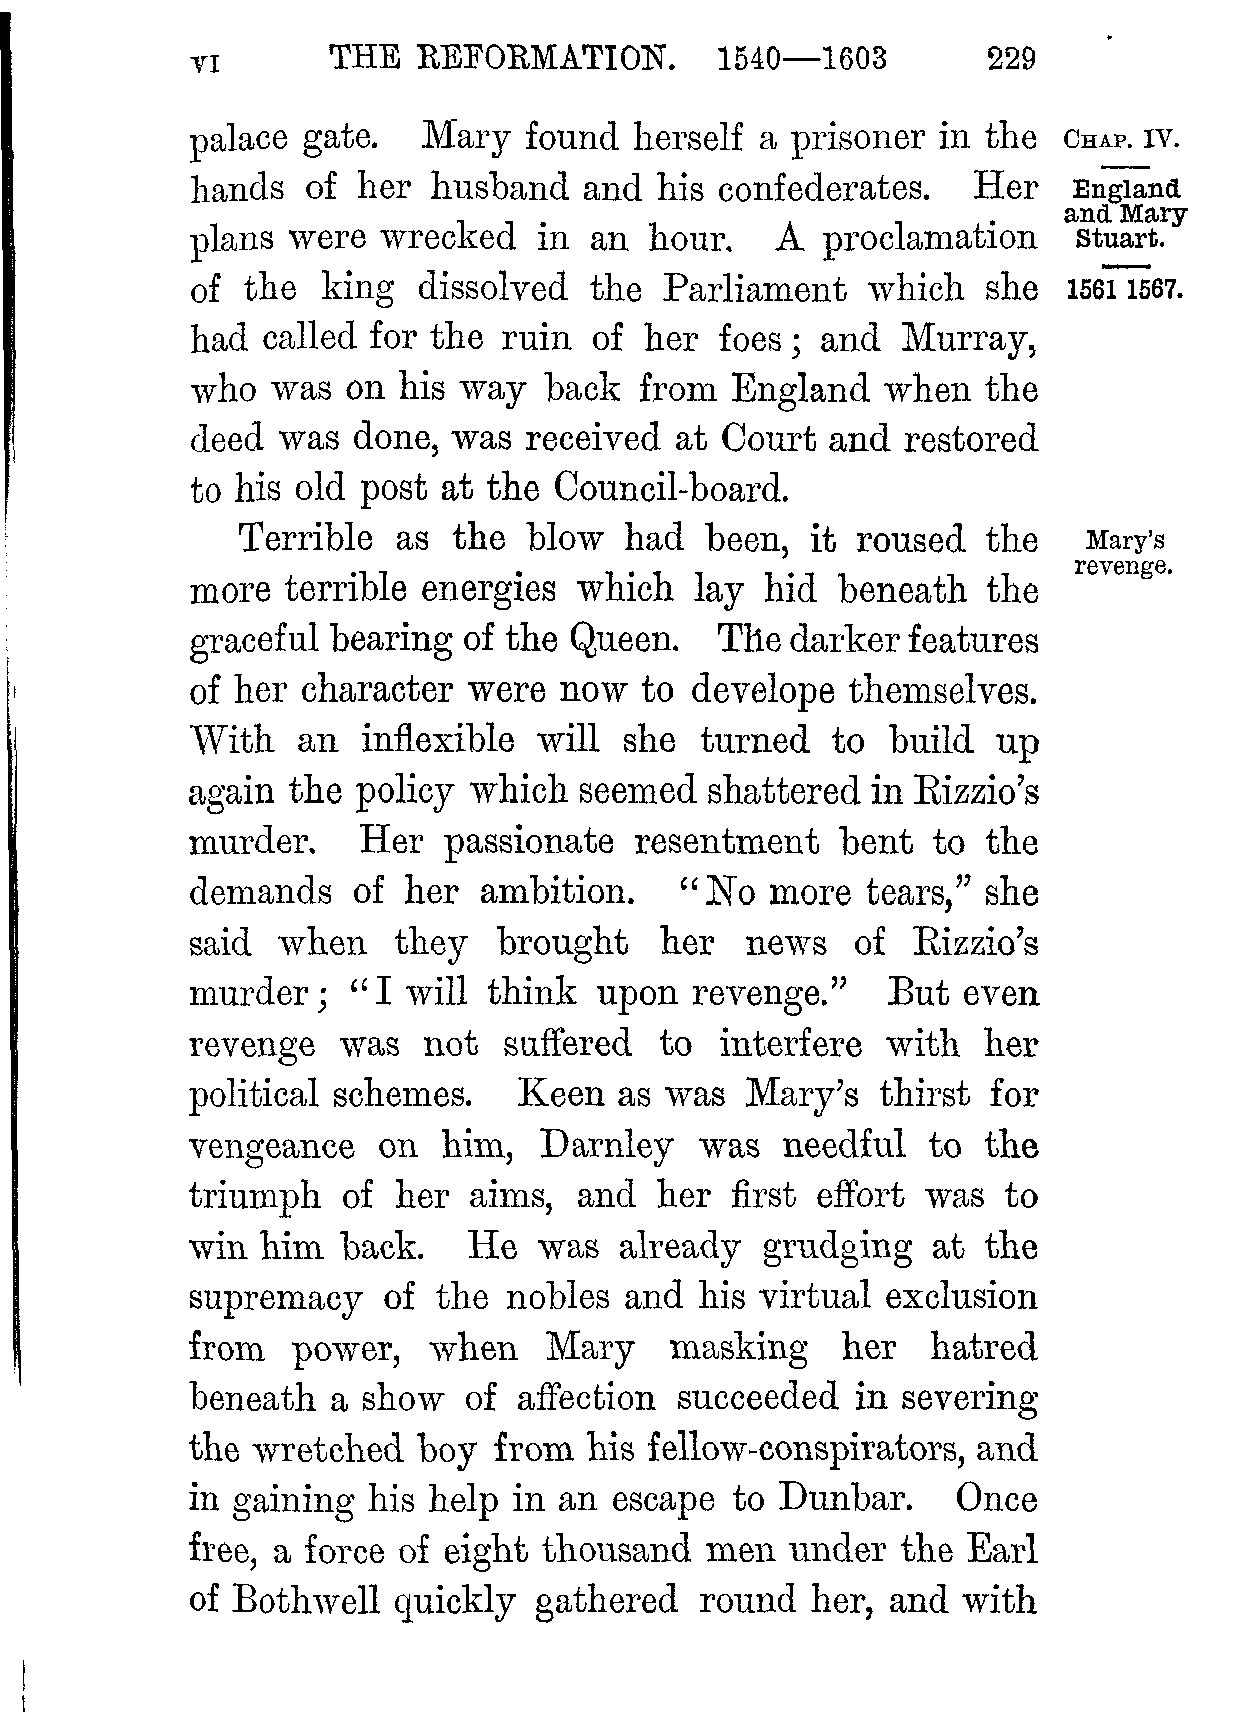 VI THE REFORMATION. 1540—1603 229
palace gate. Mary found herself a prisoner in the
hands of her husband and his confederates. Her
plans were wrecked in an hour. A proclamation
of the king dissolved the Parliament which she
had called for the ruin of her foes; and Murray,
who was on his way back from England when the
deed was done, was received at Court and restored
to his old post at the Council-board.
CHAP. IV.
England
and Mary
Stuart.
1561 1567.
Terrible as the blow had been, it roused the
more terrible energies which lay hid beneath the
graceful bearing of the Queen. The darker features
of her character were now to develope themselves.
With an inflexible will she turned to build up
again the policy which seemed shattered in Rizzio's
murder. Her passionate resentment bent to the
demands of her ambition. "No more tears," she
said when they brought her news of Rizzio's
murder; "I will think upon revenge." But even
revenge was not suffered to interfere with her
political schemes. Keen as was Mary's thirst for
vengeance on him, Darnley was needful to the
triumph of her aims, and her first effort was to
win him back. He was already grudging at the
supremacy of the nobles and his virtual exclusion
from power, when Mary masking her hatred
beneath a show of affection succeeded in severing
the wretched boy from his fellow-conspirators, and
in gaining his help in an escape to Dunbar. Once
free, a force of eight thousand men under the Earl
of Bothwell quickly gathered round her, and with
Mary's
revenge.